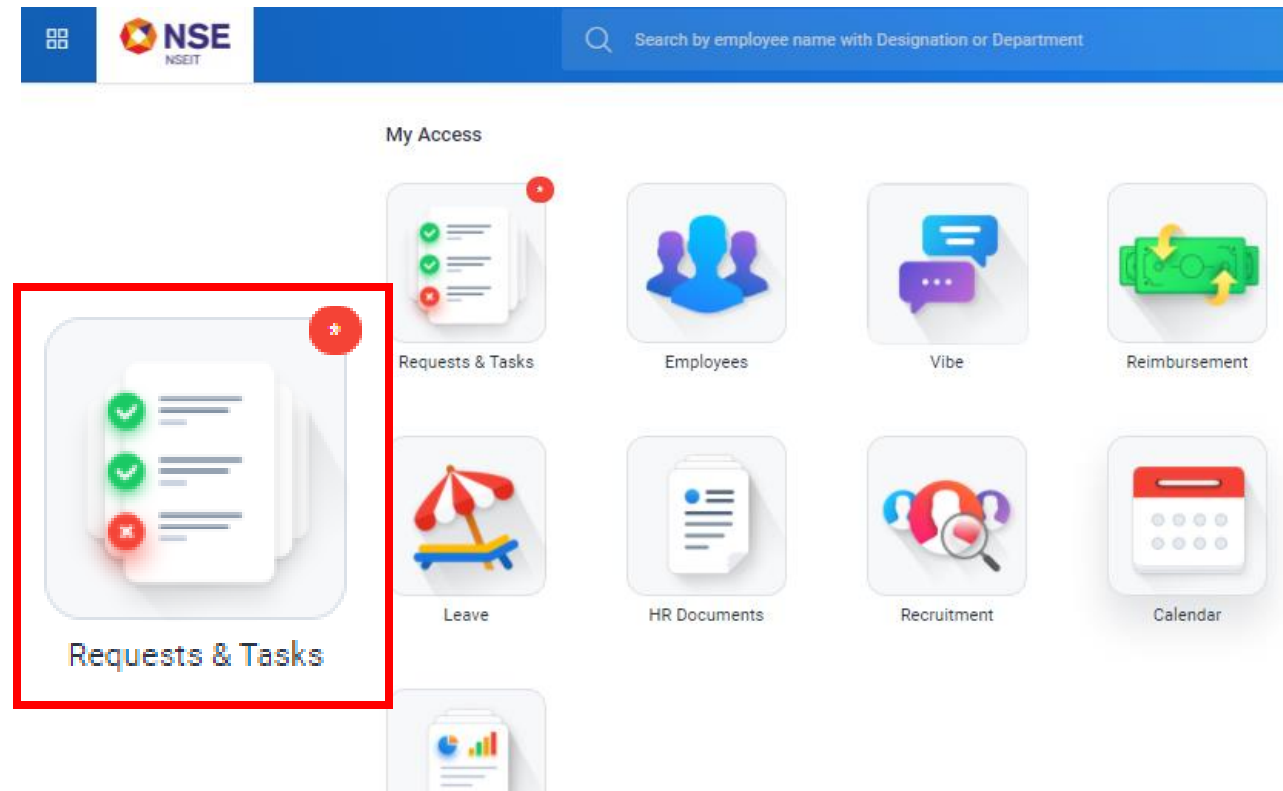 NSE
NSEIT
Search by employee name with Designation or Department
My Access
*
Requests & Tasks
Employees
Vibe
Reimbursement
*
Requests & Tasks
Leave
HR Documents
Recruitment
Calendar